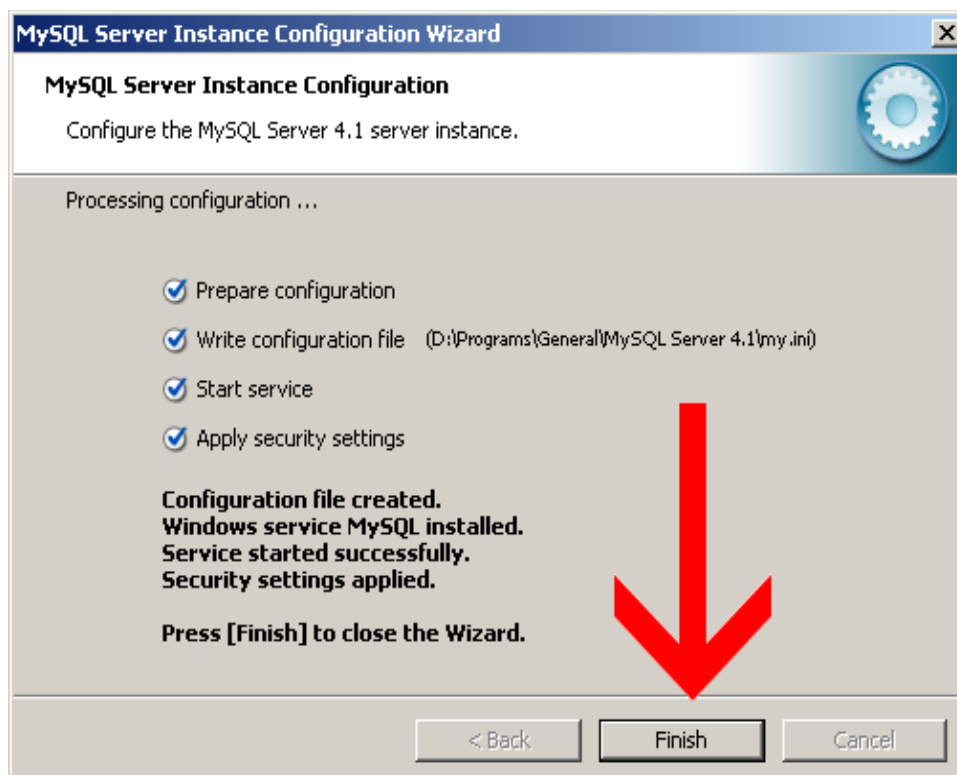 MySQL Server Instance Configuration Wizard
MySQL Server Instance Configuration
Configure the MySQL Server 4.1 server instance.
Processing configuration ...
Prepare configuration
Write configuration file (D:\Programs\General\MySQL Server 4.1\my.ini)
Start service
Apply security settings
Configuration file created.
Windows service MySQL installed.
Service started successfully.
Security settings applied.
Press [Finish] to close the Wizard.
< Back Finish Cancel